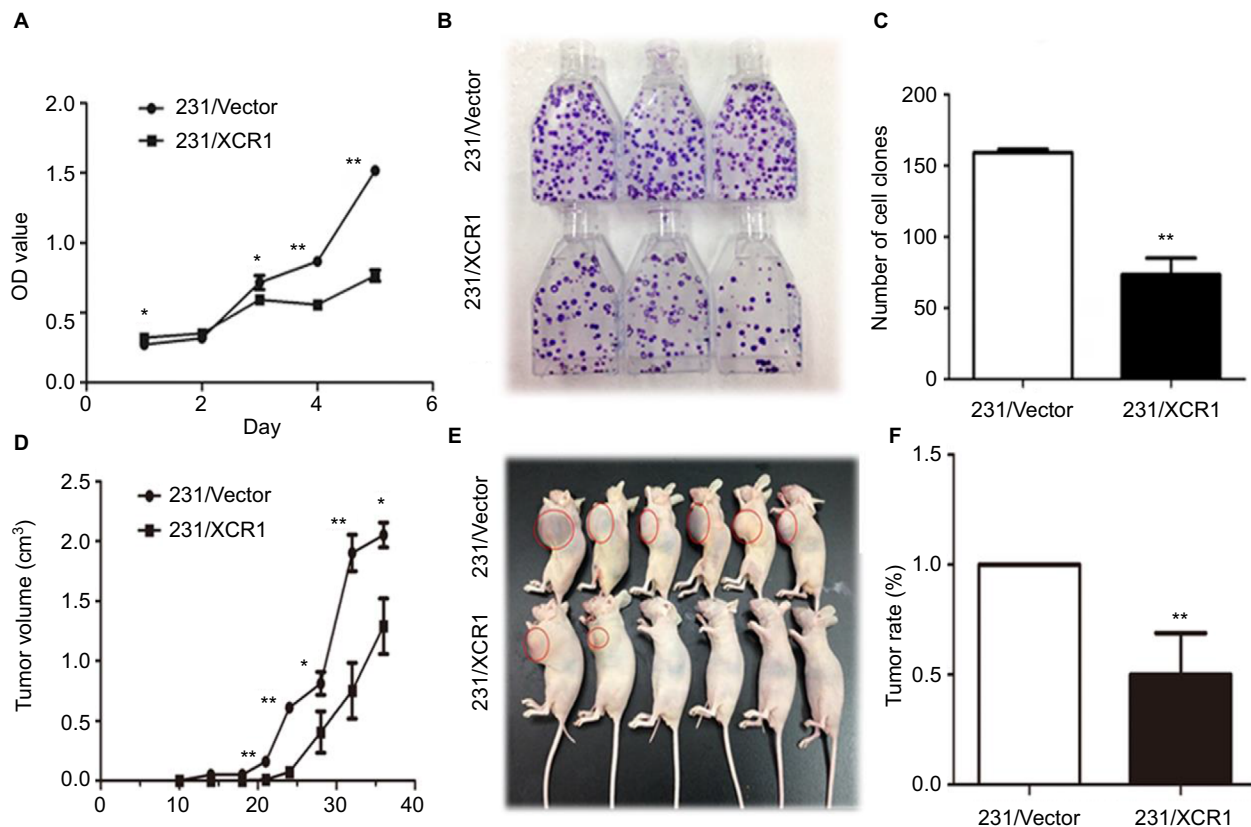 A
OD value
2.0
1.5
1.0
0.5
0.0
231/Vector
231/XCR1
*
*
**
**
0
2
4
6
Day
B
231/Vector
231/XCR1
C
Number of cell clones
200
150
100
50
0
**
231/Vector
231/XCR1
D
Tumor volume (cm³)
2.5
2.0
1.5
1.0
0.5
0.0
231/Vector
231/XCR1
**
**
*
**
*
0
10
20
30
40
E
231/Vector
231/XCR1
F
Tumor rate (%)
1.5
1.0
0.5
0.0
**
231/Vector
231/XCR1